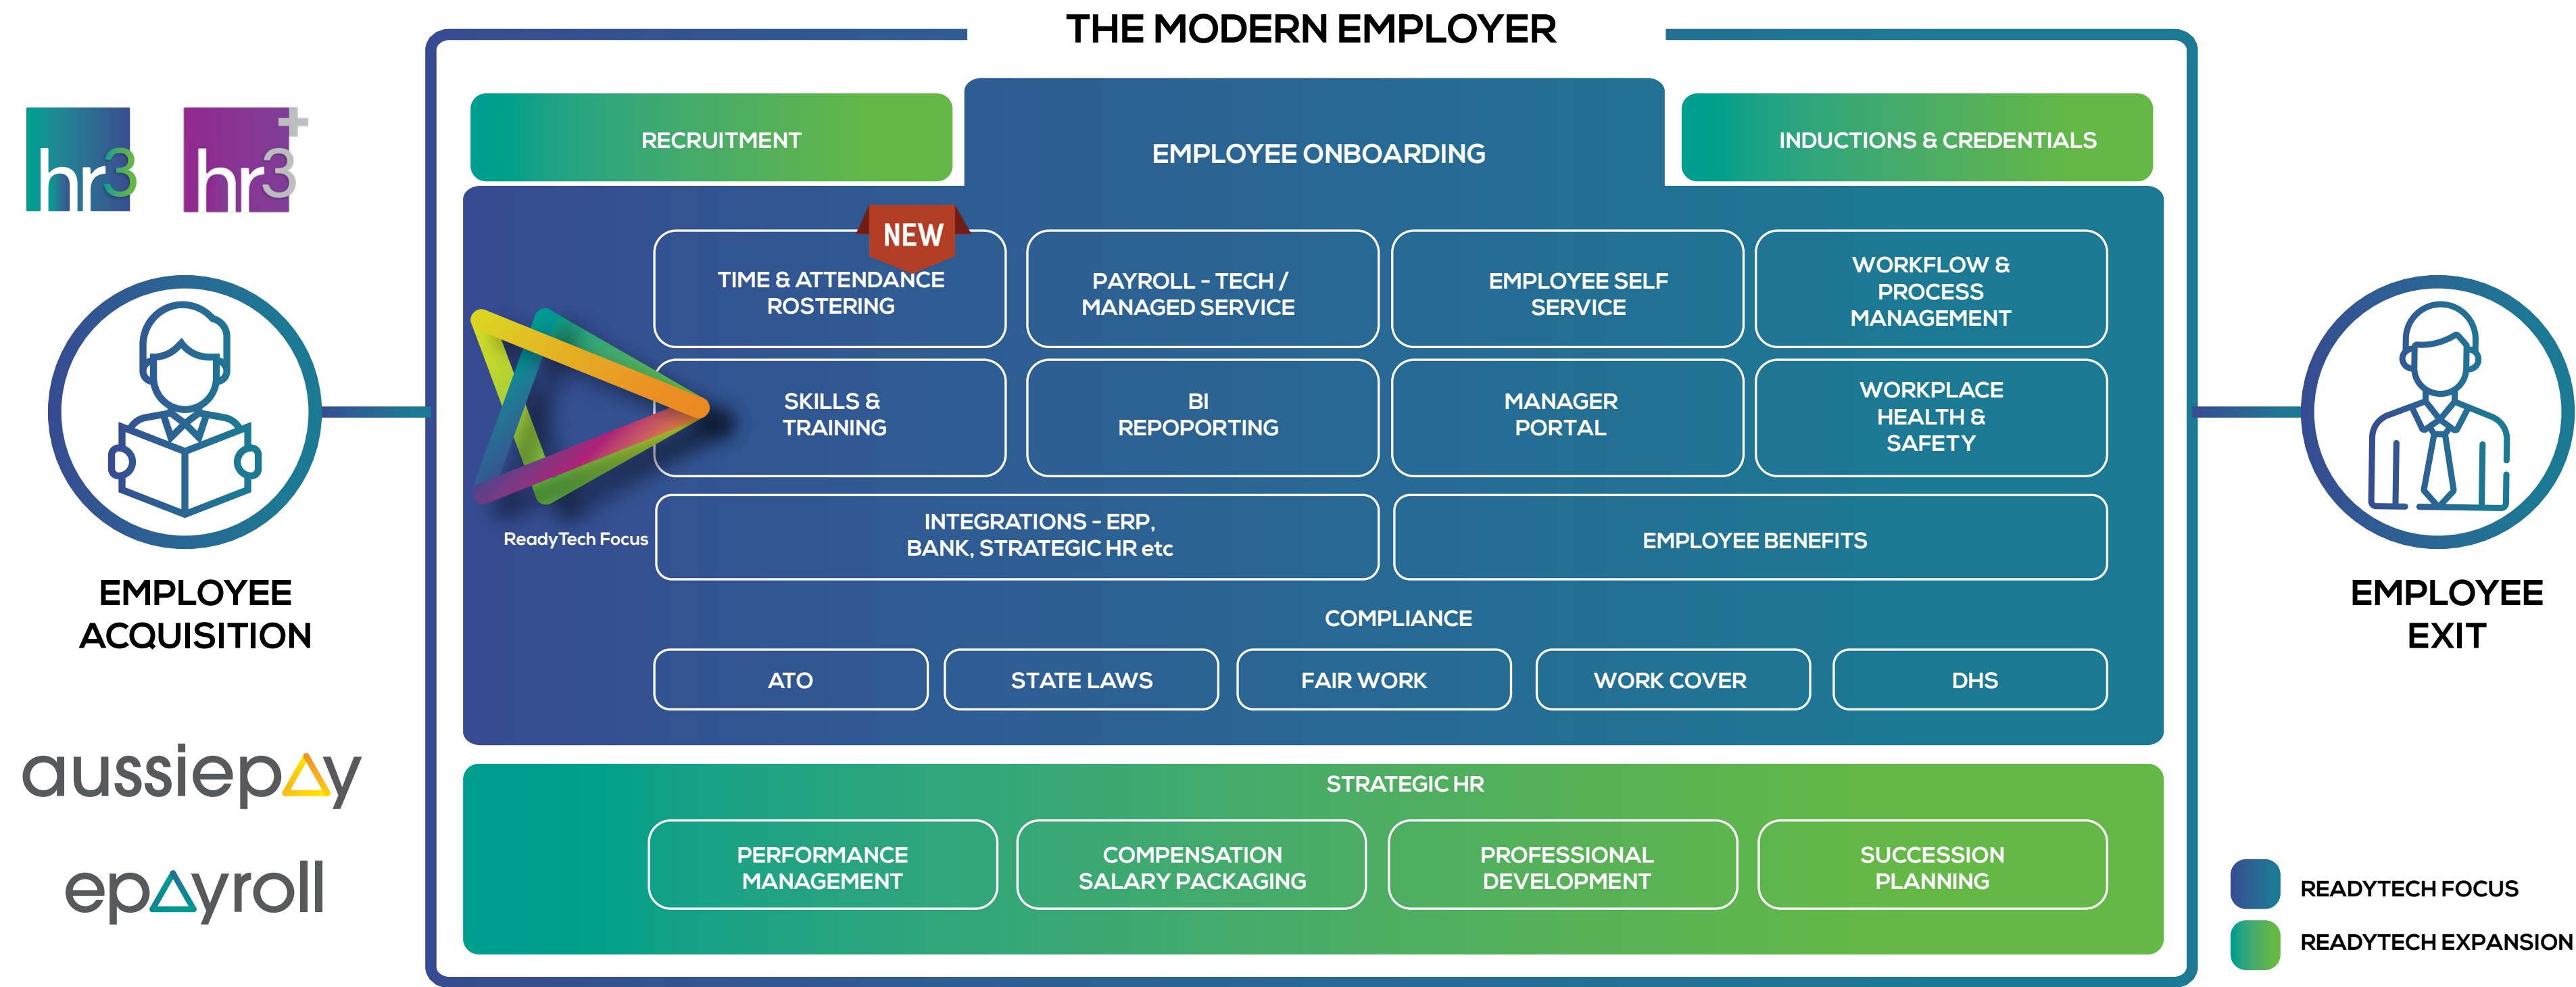 THE MODERN EMPLOYER
hr3
hr3+
RECRUITMENT
EMPLOYEE ONBOARDING
INDUCTIONS & CREDENTIALS
NEW
TIME & ATTENDANCE
ROSTERING
PAYROLL - TECH /
MANAGED SERVICE
EMPLOYEE SELF
SERVICE
WORKFLOW &
PROCESS
MANAGEMENT
SKILLS &
TRAINING
BI
REPOPORTING
MANAGER
PORTAL
WORKPLACE
HEALTH &
SAFETY
ReadyTech Focus
INTEGRATIONS - ERP,
BANK, STRATEGIC HR etc
EMPLOYEE BENEFITS
COMPLIANCE
ATO
STATE LAWS
FAIR WORK
WORK COVER
DHS
STRATEGIC HR
PERFORMANCE
MANAGEMENT
COMPENSATION
SALARY PACKAGING
PROFESSIONAL
DEVELOPMENT
SUCCESSION
PLANNING
EMPLOYEE
ACQUISITION
EMPLOYEE
EXIT
aussiepay
epayroll
READYTECH FOCUS
READYTECH EXPANSION